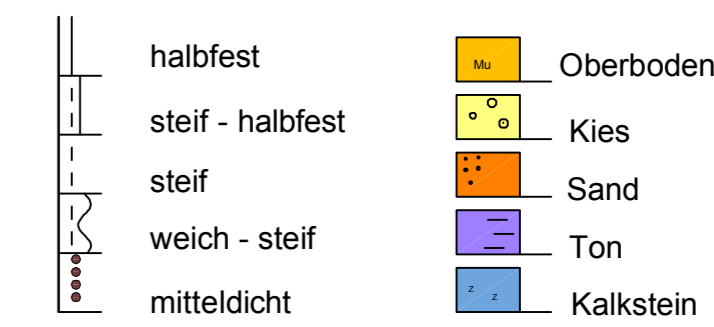 halbfest
steif - halbfest
steif
weich - steif
mitteldicht
Mu Oberboden
Kies
Sand
Ton
z z Kalkstein